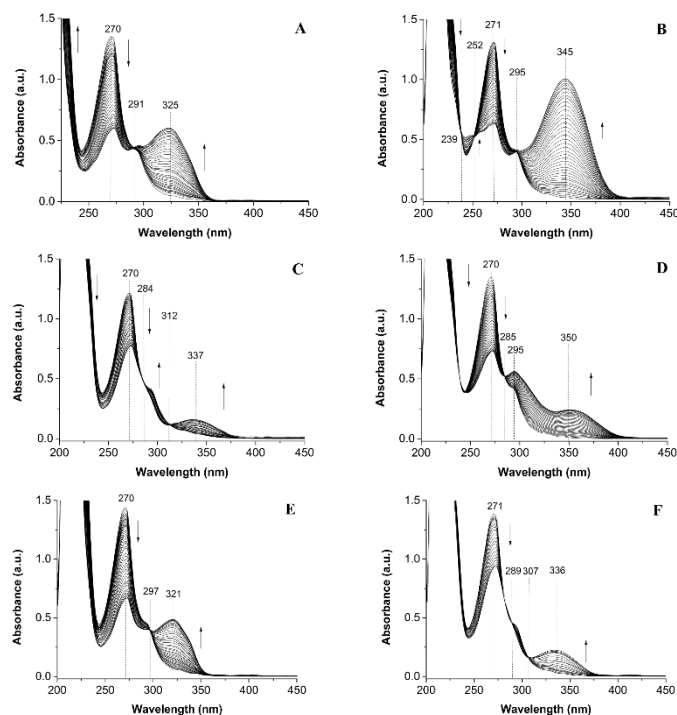 A
270
291
325
1.5
1.0
0.5
0.0
Absorbance (a.u.)
250 300 350 400 450
Wavelength (nm)
B
271
252
295
345
239
1.5
1.0
0.5
0.0
Absorbance (a.u.)
200 250 300 350 400 450
Wavelength (nm)
C
270
284
312
337
1.5
1.0
0.5
0.0
Absorbance (a.u.)
200 250 300 350 400 450
Wavelength (nm)
D
270
285
295
350
1.5
1.0
0.5
0.0
Absorbance (a.u.)
200 250 300 350 400 450
Wavelength (nm)
E
270
297
321
1.5
1.0
0.5
0.0
Absorbance (a.u.)
200 250 300 350 400 450
Wavelength (nm)
F
271
289
307
336
1.5
1.0
0.5
0.0
Absorbance (a.u.)
200 250 300 350 400 450
Wavelength (nm)